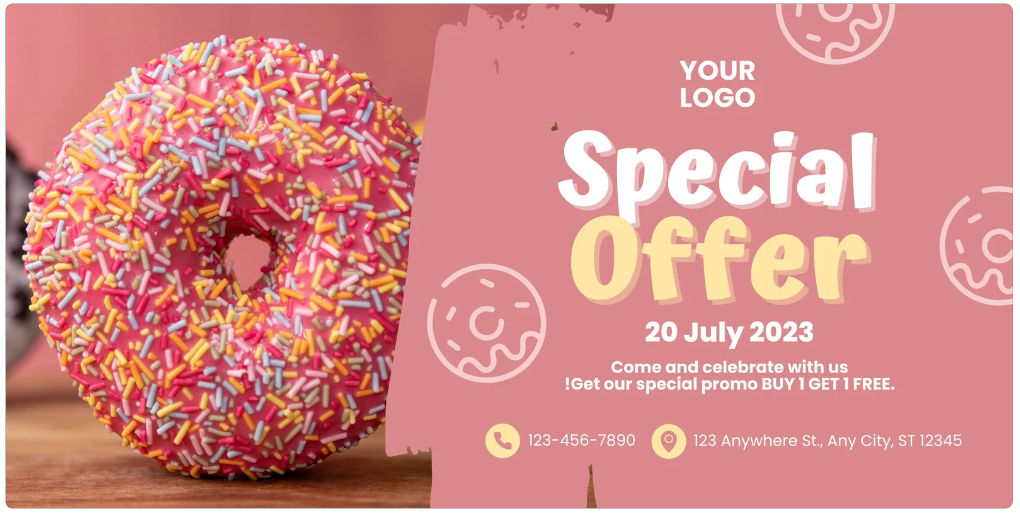 YOUR
LOGO
Special
Offer
20 July 2023
Come and celebrate with us
!Get our special promo BUY 1 GET 1 FREE.
123-456-7890
123 Anywhere St., Any City, ST 12345